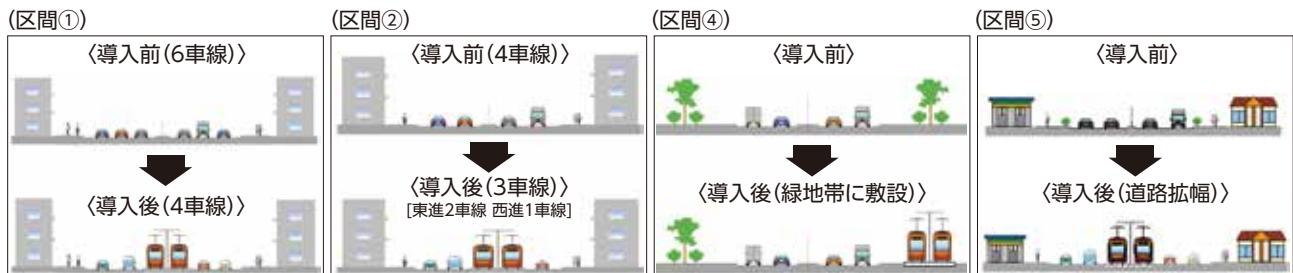 (区間①)
〈導入前(6車線)〉
〈導入後(4車線)〉
(区間②)
〈導入前(4車線)〉
〈導入後(3車線)〉
[東進2車線 西進1車線]
(区間④)
〈導入前〉
〈導入後(緑地帯に敷設)〉
(区間⑤)
〈導入前〉
〈導入後(道路拡幅)〉